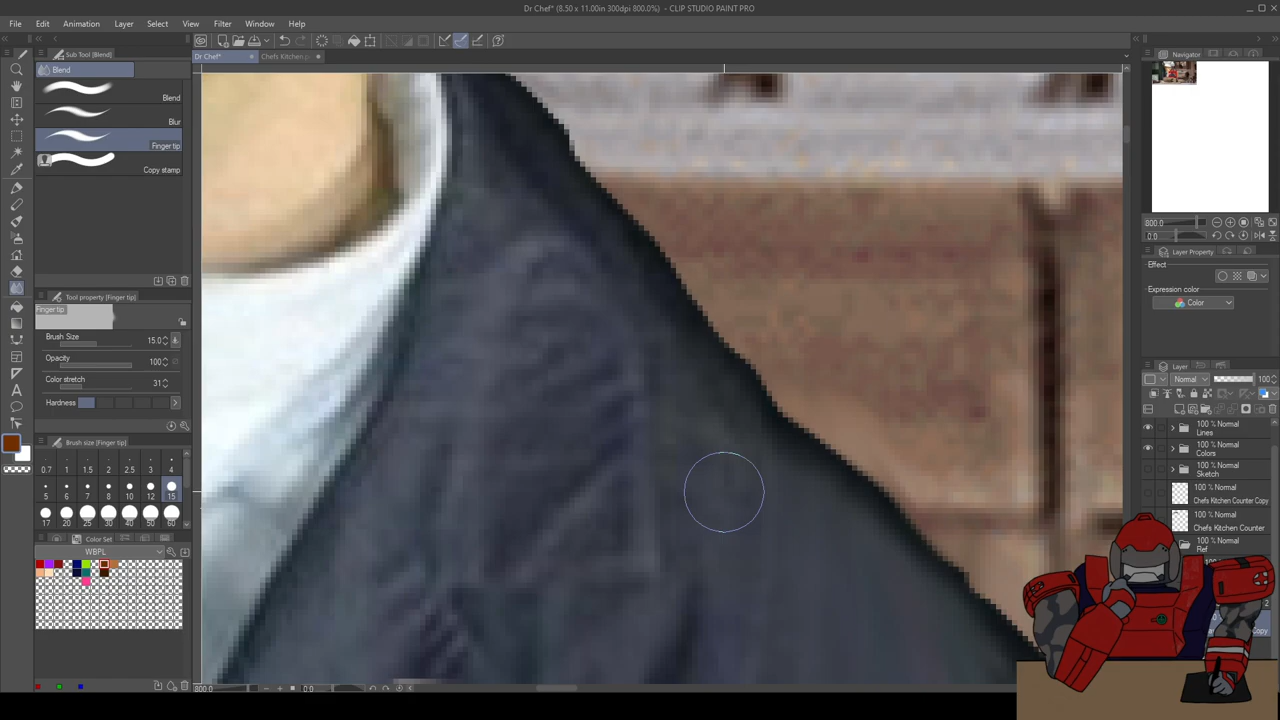 Dr Chef* (8.50 x 11.00in 300dpi 800.0%) - CLIP STUDIO PAINT PRO
File Edit Animation Layer Select View Filter Window Help
Sub Tool [Blend]
Dr Chef*
Chefs Kitchen
Navigator
Blend
Blend
Blur
Finger tip
Copy stamp
Tool property [Finger tip]
Finger tip
Brush Size 15.0
Opacity 100
Color stretch 31
Hardness
Brush size [Finger tip]
0.7 1 1.5 2 2.5 3 4
5 6 7 8 10 12 15
17 20 25 30 40 50 60
Color Set
WBPL
800.0
0.0
800.0
0.0
Layer Property
Effect
Expression color
Color
Layer
Normal 100
100 % Normal
Lines
100 % Normal
Colors
100 % Normal
Sketch
100 % Normal
Chefs Kitchen Counter Copy
100 % Normal
Chefs Kitchen Counter
100 % Normal
Ref
2
Copy